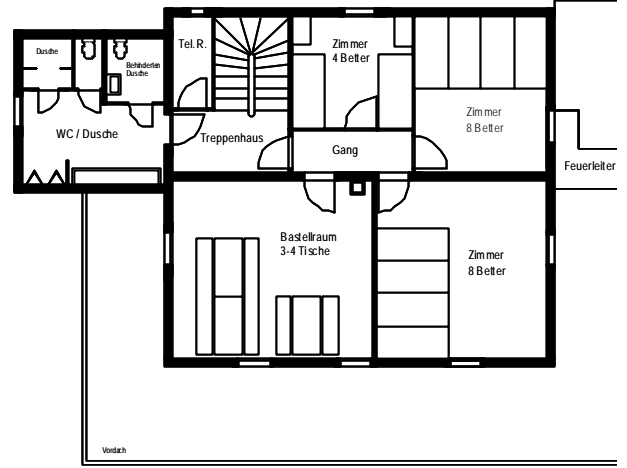 Dusche
Behinderten
Dusche
WC / Dusche
Tel.R.
Treppenhaus
Zimmer
4 Better
Gang
Zimmer
8 Better
Feuerleiter
Bastellraum
3-4 Tische
Zimmer
8 Better
Vordach